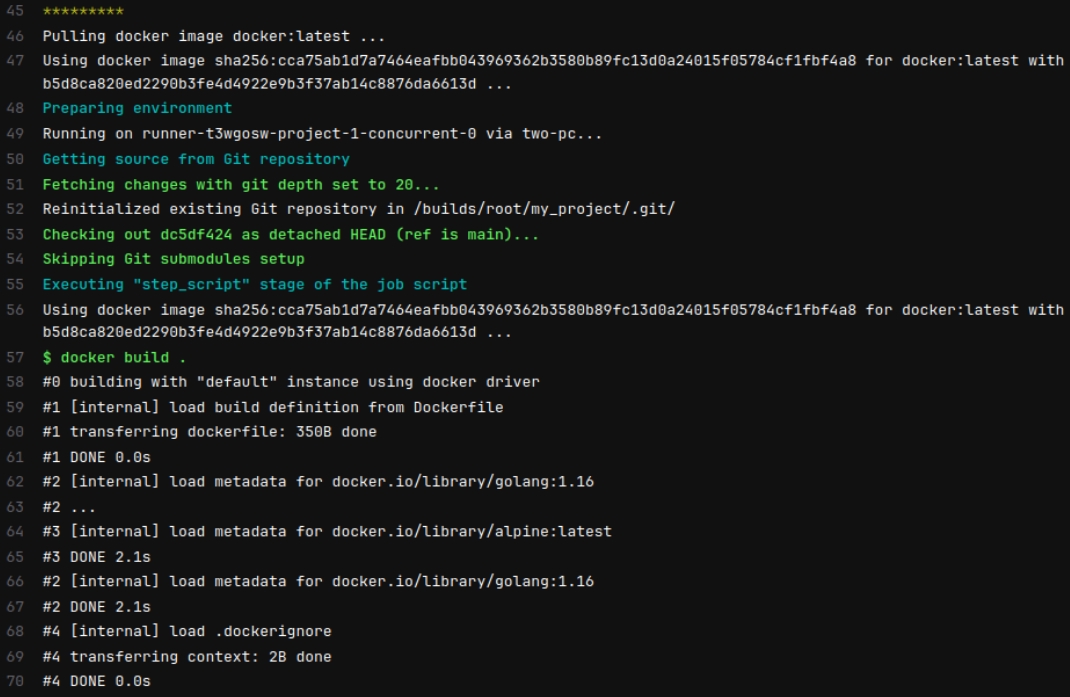 45 *********
46 Pulling docker image docker:latest ...
47 Using docker image sha256:cca75ab1d7a7464eafbb043969362b3580b89fc13d0a24015f05784cf1fbf4a8 for docker:latest with
b5d8ca820ed2290b3fe4d4922e9b3f37ab14c8876da6613d ...
48 Preparing environment
49 Running on runner-t3wgosw-project-1-concurrent-0 via two-pc...
50 Getting source from Git repository
51 Fetching changes with git depth set to 20...
52 Reinitialized existing Git repository in /builds/root/my_project/.git/
53 Checking out dc5df424 as detached HEAD (ref is main)...
54 Skipping Git submodules setup
55 Executing "step_script" stage of the job script
56 Using docker image sha256:cca75ab1d7a7464eafbb043969362b3580b89fc13d0a24015f05784cf1fbf4a8 for docker:latest with
b5d8ca820ed2290b3fe4d4922e9b3f37ab14c8876da6613d ...
57 $ docker build .
58 #0 building with "default" instance using docker driver
59 #1 [internal] load build definition from Dockerfile
60 #1 transferring dockerfile: 350B done
61 #1 DONE 0.0s
62 #2 [internal] load metadata for docker.io/library/golang:1.16
63 #2 ...
64 #3 [internal] load metadata for docker.io/library/alpine:latest
65 #3 DONE 2.1s
66 #2 [internal] load metadata for docker.io/library/golang:1.16
67 #2 DONE 2.1s
68 #4 [internal] load .dockerignore
69 #4 transferring context: 2B done
70 #4 DONE 0.0s